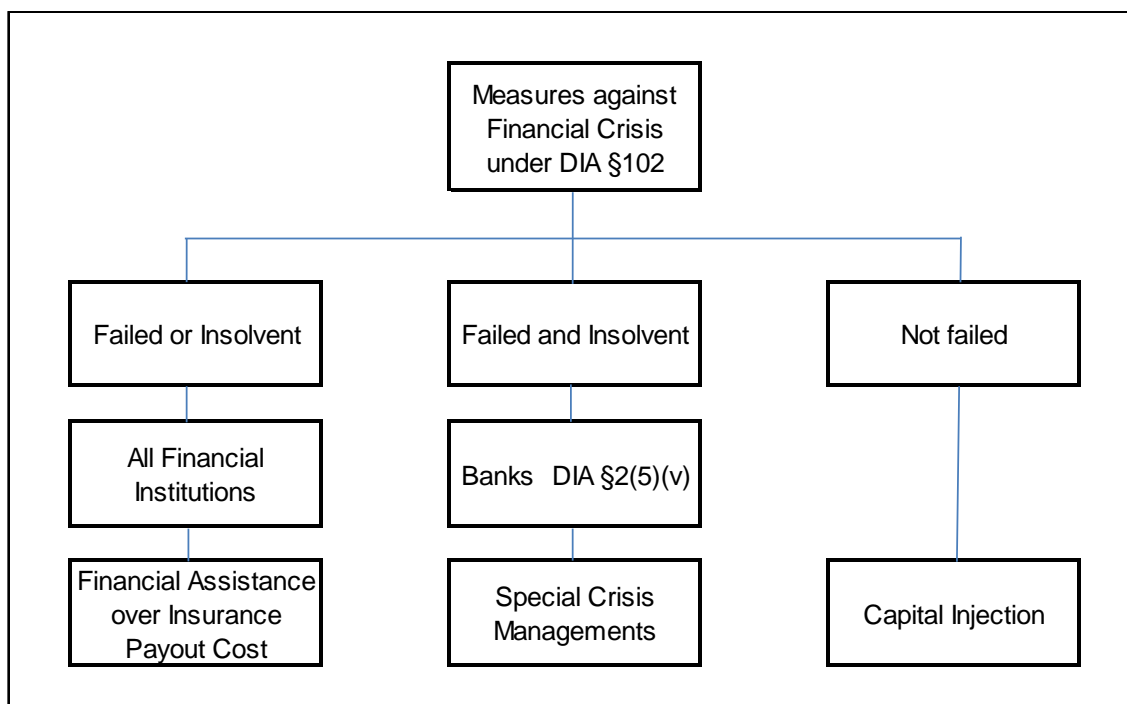 Measures against
Financial Crisis
under DIA §102
Failed or Insolvent
Failed and Insolvent
Not failed
All Financial
Institutions
Banks DIA §2(5)(v)
Financial Assistance
over Insurance
Payout Cost
Special Crisis
Managements
Capital Injection